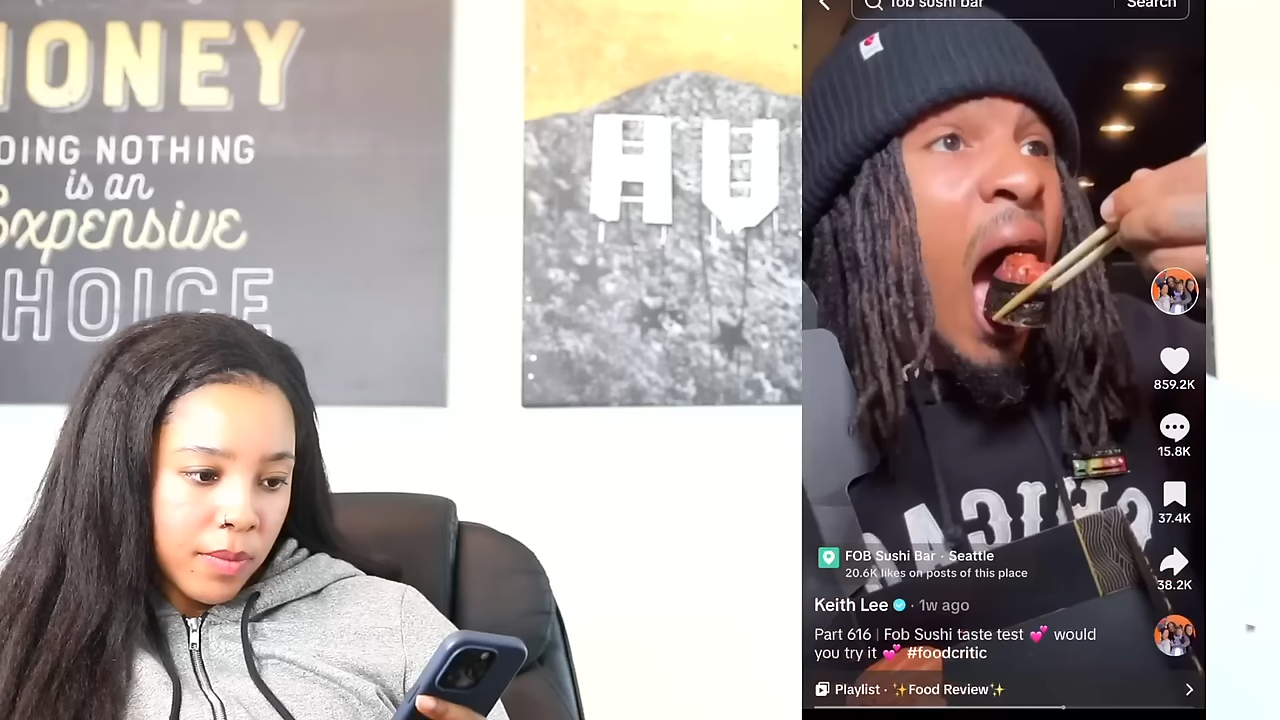 MONEY
DOING NOTHING
is an
Expensive
CHOICE
fob sushi bar
Search
859.2K
15.8K
37.4K
FOB Sushi Bar · Seattle
20.6K likes on posts of this place
38.2K
Keith Lee · 1w ago
Part 616 | Fob Sushi taste test 💕 would
you try it 💕 #foodcritic
Playlist · ✨Food Review✨